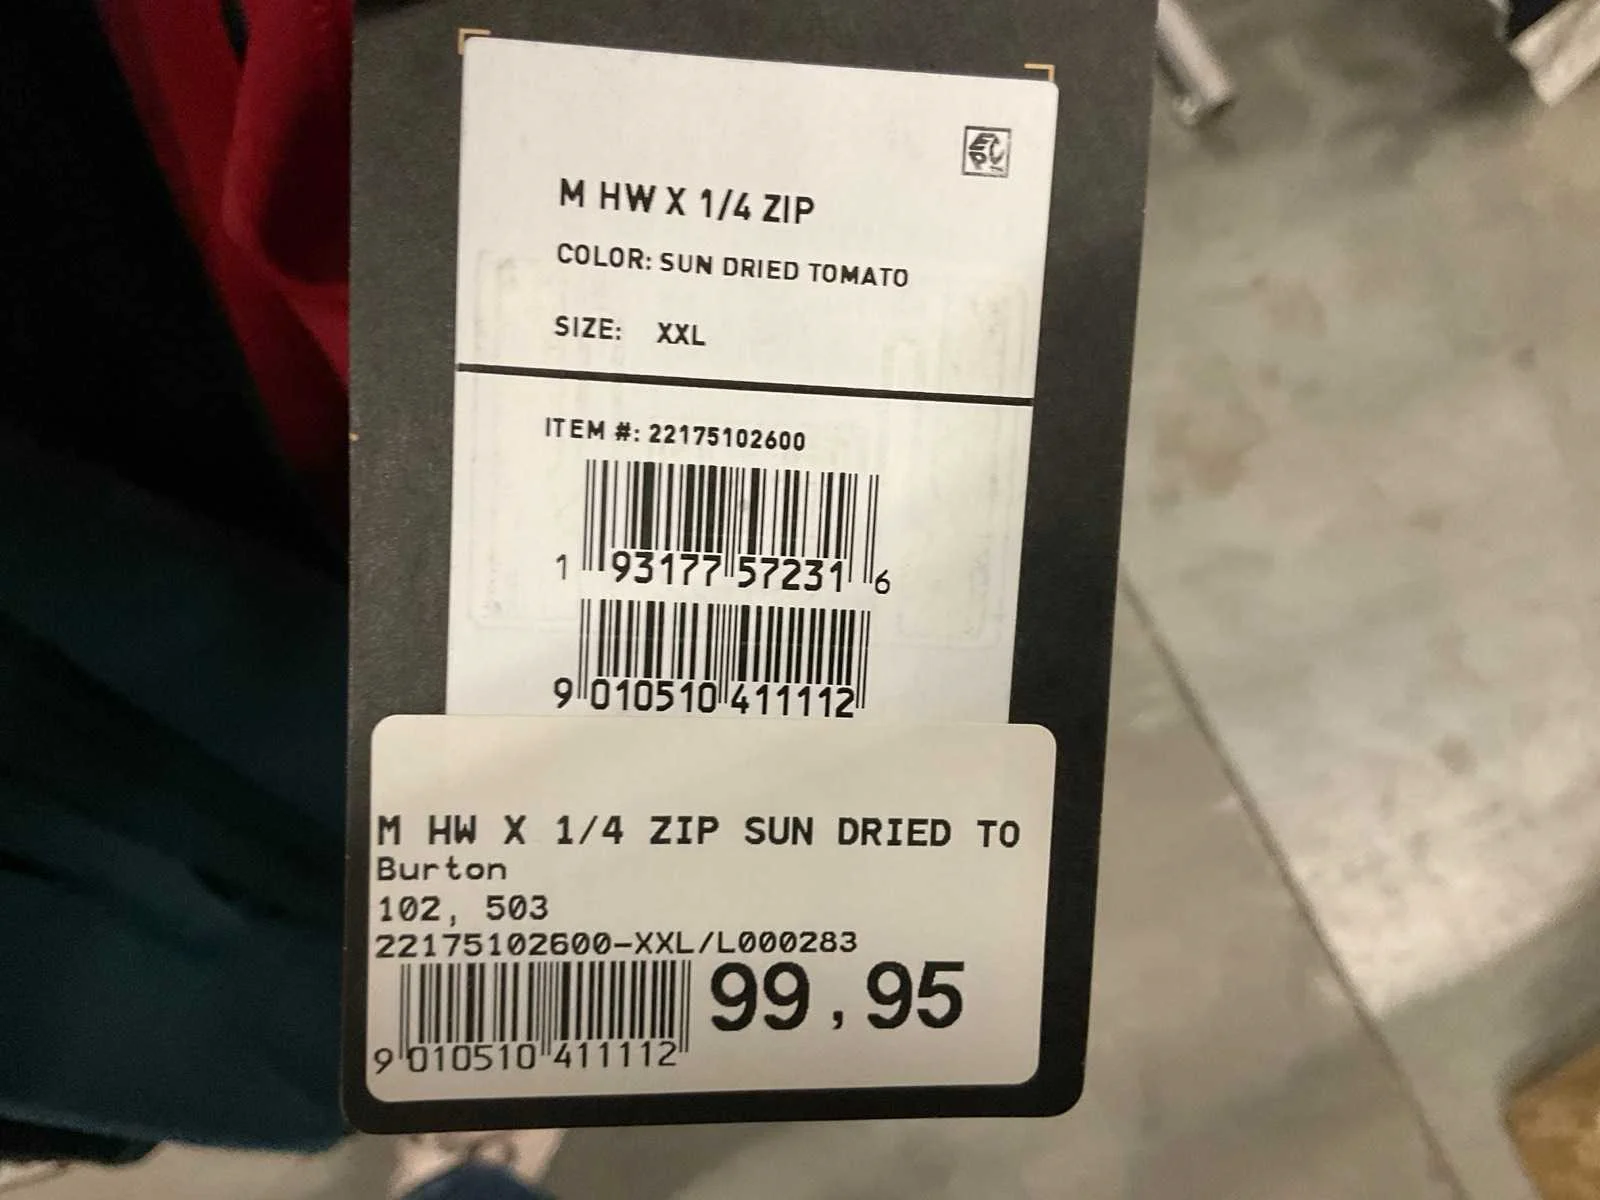 M HW X 1/4 ZIP
COLOR: SUN DRIED TOMATO
SIZE: XXL
ITEM #: 22175102600
1 93177 57231 6
9 010510 411112
M HW X 1/4 ZIP SUN DRIED TO
Burton
102, 503
22175102600-XXL/L000283
99,95
9 010510 411112